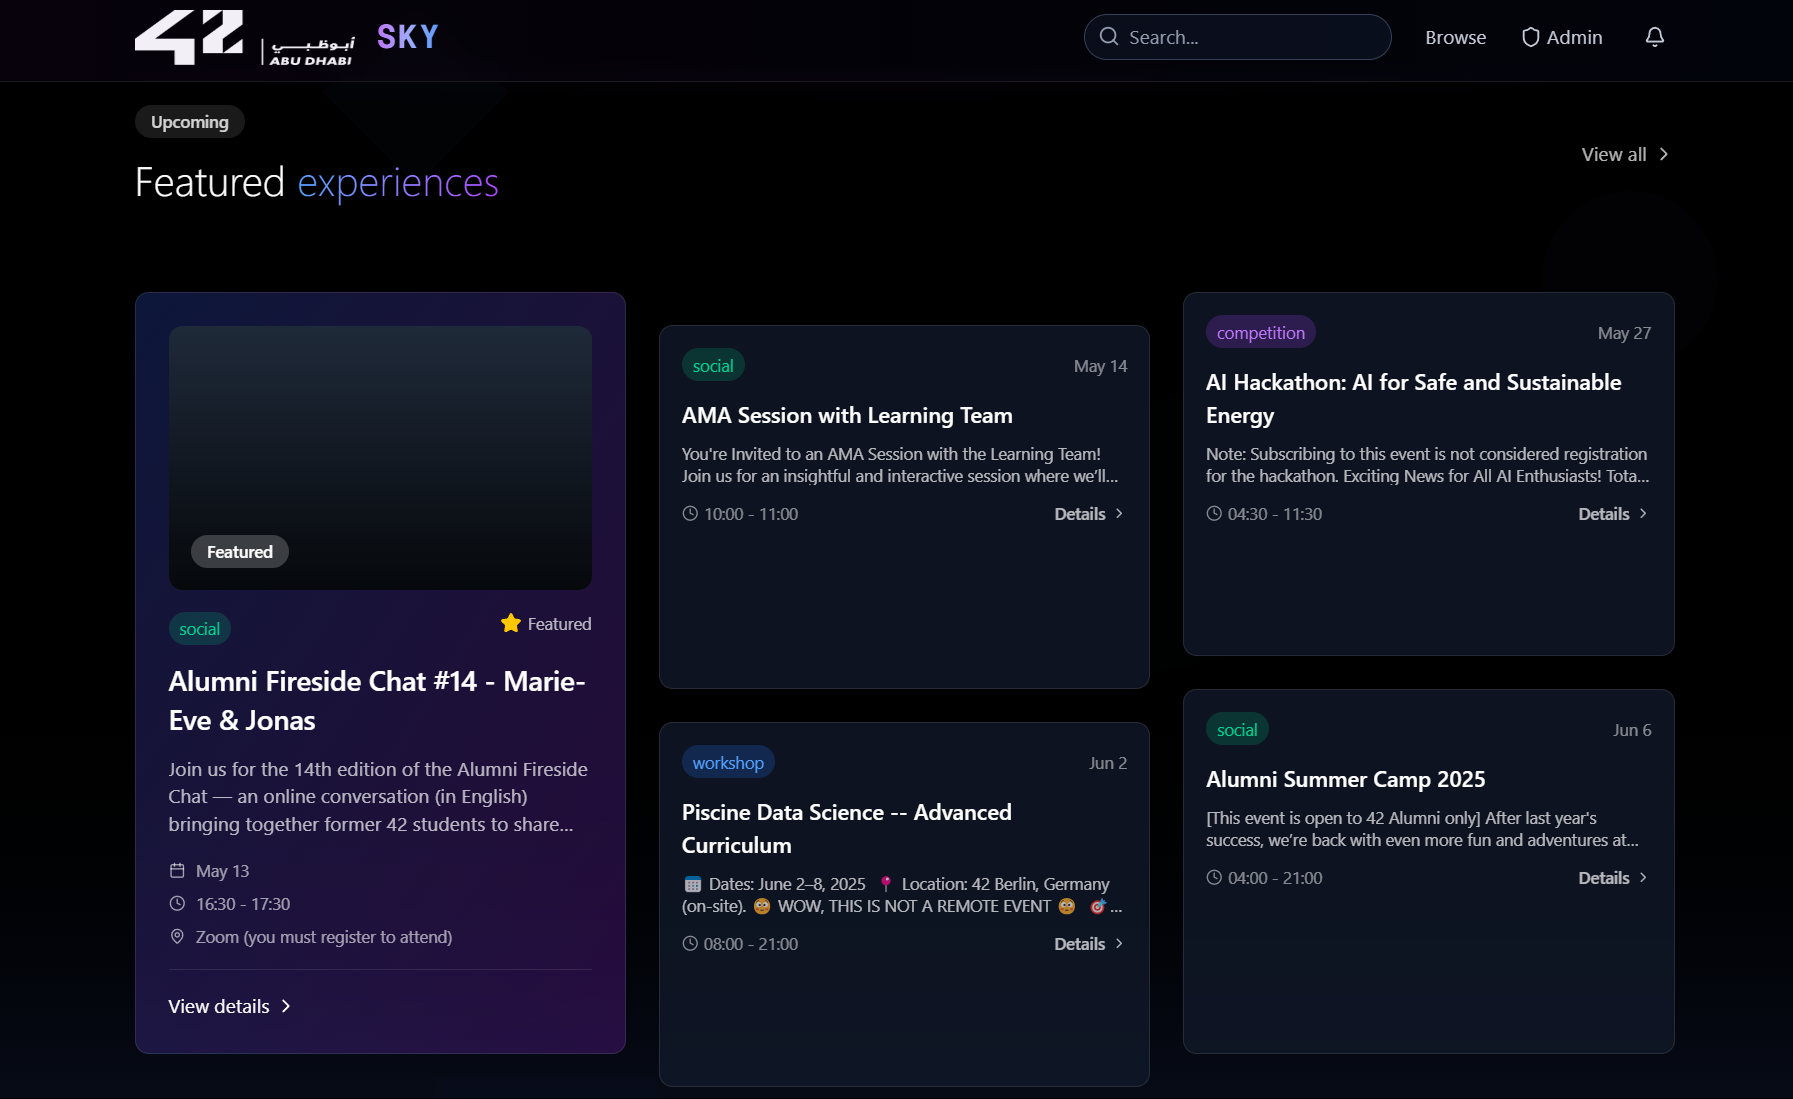 42
أبوظبي
ABU DHABI
SKY
Search...
Browse
Admin
Upcoming
Featured experiences
View all
Featured
social
Featured
Alumni Fireside Chat #14 - Marie-
Eve & Jonas
Join us for the 14th edition of the Alumni Fireside
Chat — an online conversation (in English)
bringing together former 42 students to share...
May 13
16:30 - 17:30
Zoom (you must register to attend)
View details
social
May 14
AMA Session with Learning Team
You're Invited to an AMA Session with the Learning Team!
Join us for an insightful and interactive session where we’ll...
10:00 - 11:00
Details
workshop
Jun 2
Piscine Data Science -- Advanced
Curriculum
📅 Dates: June 2–8, 2025 📍 Location: 42 Berlin, Germany
(on-site). 😳 WOW, THIS IS NOT A REMOTE EVENT 😳 🎯 ...
08:00 - 21:00
Details
competition
May 27
AI Hackathon: AI for Safe and Sustainable
Energy
Note: Subscribing to this event is not considered registration
for the hackathon. Exciting News for All AI Enthusiasts! Tota...
04:30 - 11:30
Details
social
Jun 6
Alumni Summer Camp 2025
[This event is open to 42 Alumni only] After last year's
success, we’re back with even more fun and adventures at...
04:00 - 21:00
Details